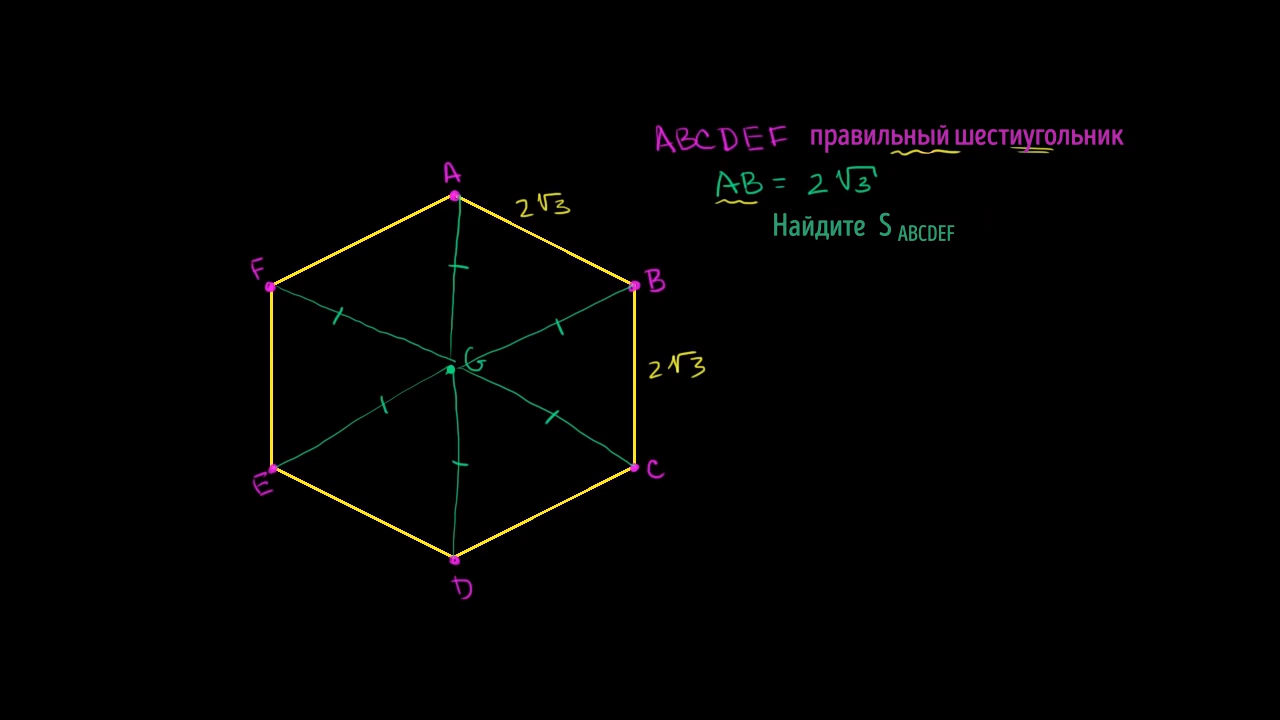 ABCDEF правильный шестиугольник
AB = 2√3
Найдите S ABCDEF
A
2√3
F
B
G
2√3
E
C
D